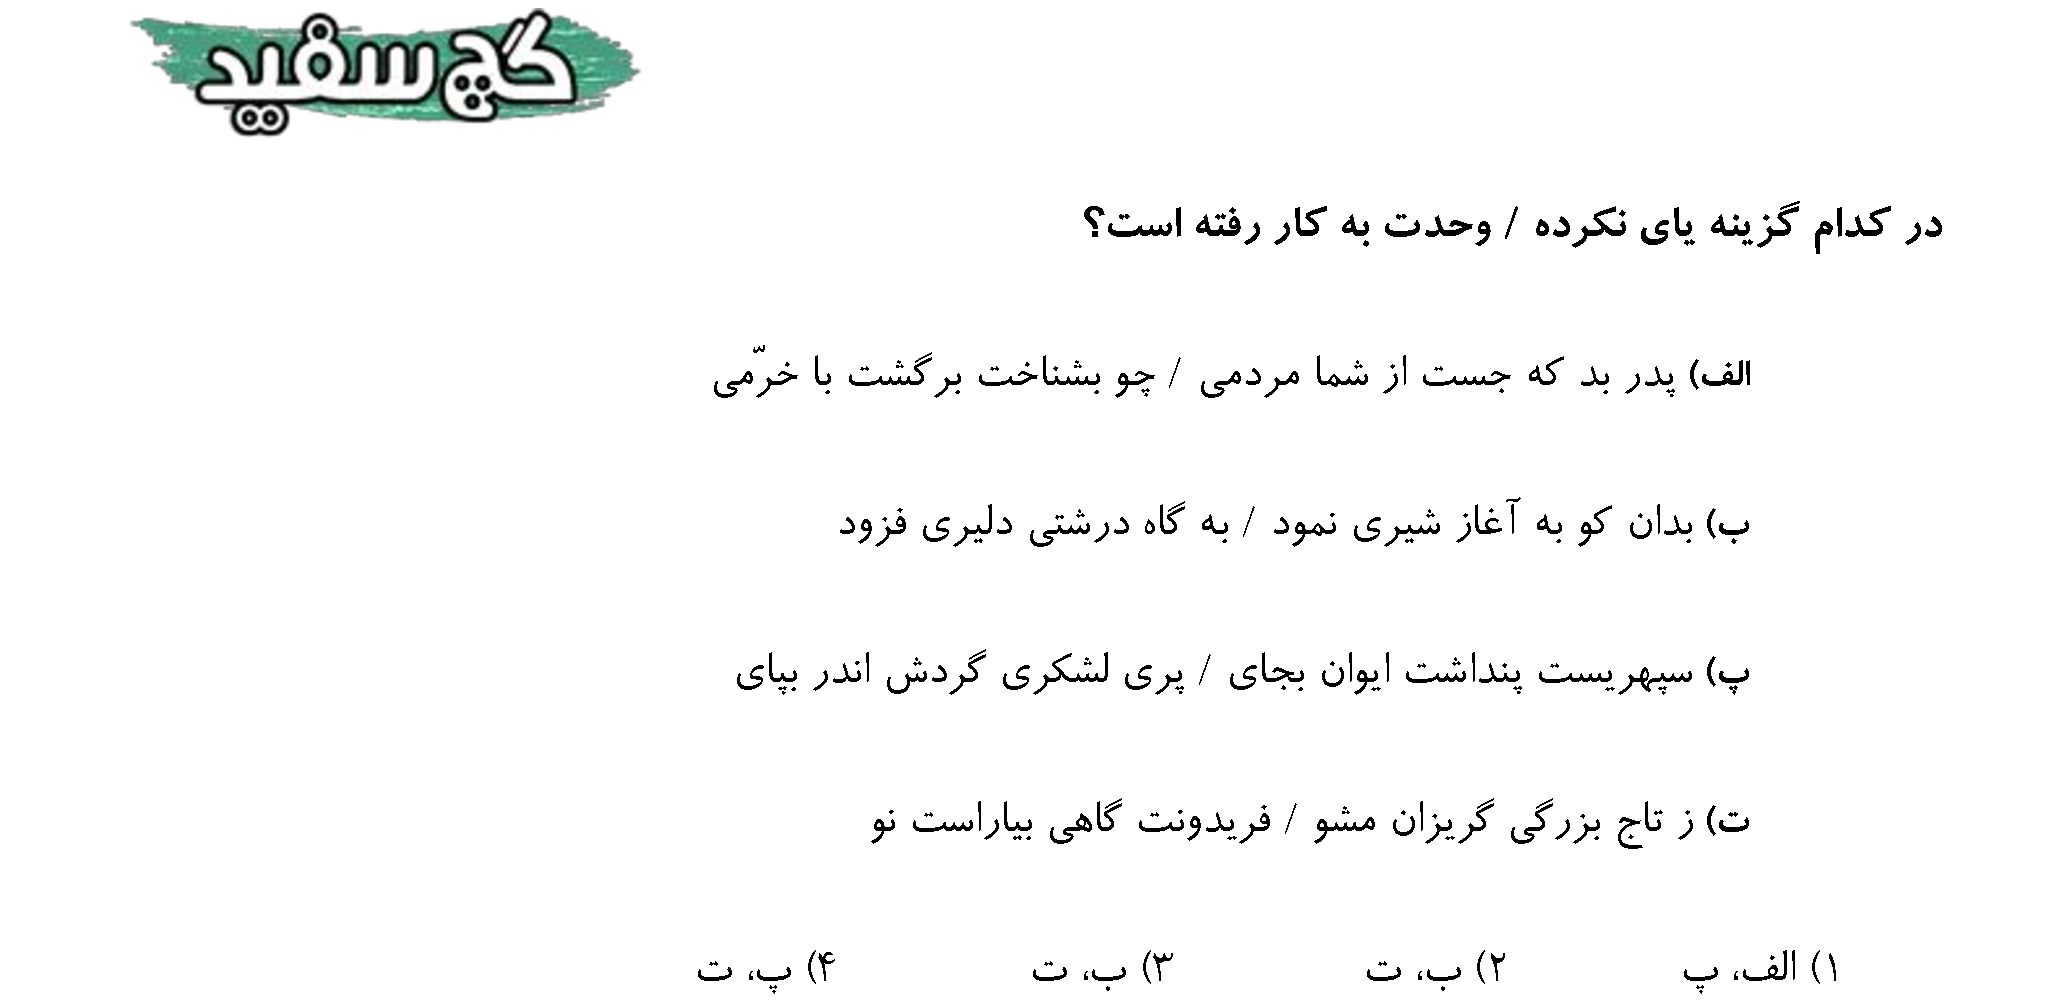 گچ سفید
در کدام گزینه یای نکرده / وحدت به کار رفته است؟
الف) پدر بد که جست از شما مردمی / چو بشناخت برگشت با خرّمی
ب) بدان کو به آغاز شیری نمود / به گاه درشتی دلیری فزود
پ) سپهریست پنداشت ایوان بجای / پری لشکری گردش اندر بپای
ت) ز تاج بزرگی گریزان مشو / فریدونت گاهی بیاراست نو
۱) الف، پ ۲) ب، ت ۳) ب، ت ۴) پ، ت